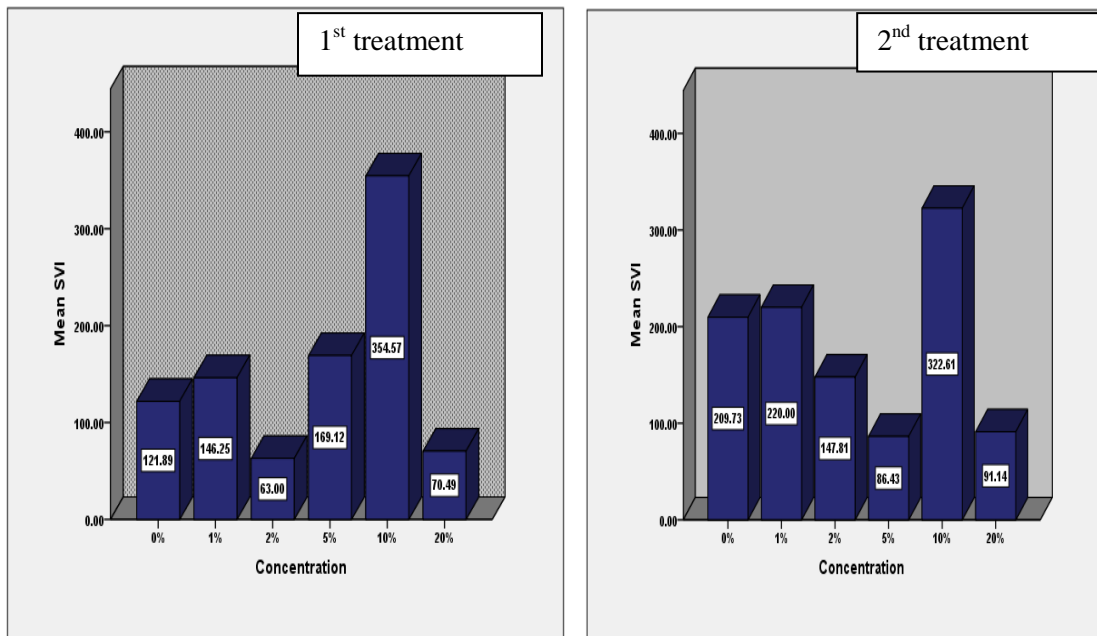 1st treatment
400.00
300.00
200.00
100.00
0.00
Mean SVI
121.89
146.25
63.00
169.12
354.57
70.49
0% 1% 2% 5% 10% 20%
Concentration
2nd treatment
400.00
300.00
200.00
100.00
0.00
Mean SVI
209.73
220.00
147.81
86.43
322.61
91.14
0% 1% 2% 5% 10% 20%
Concentration